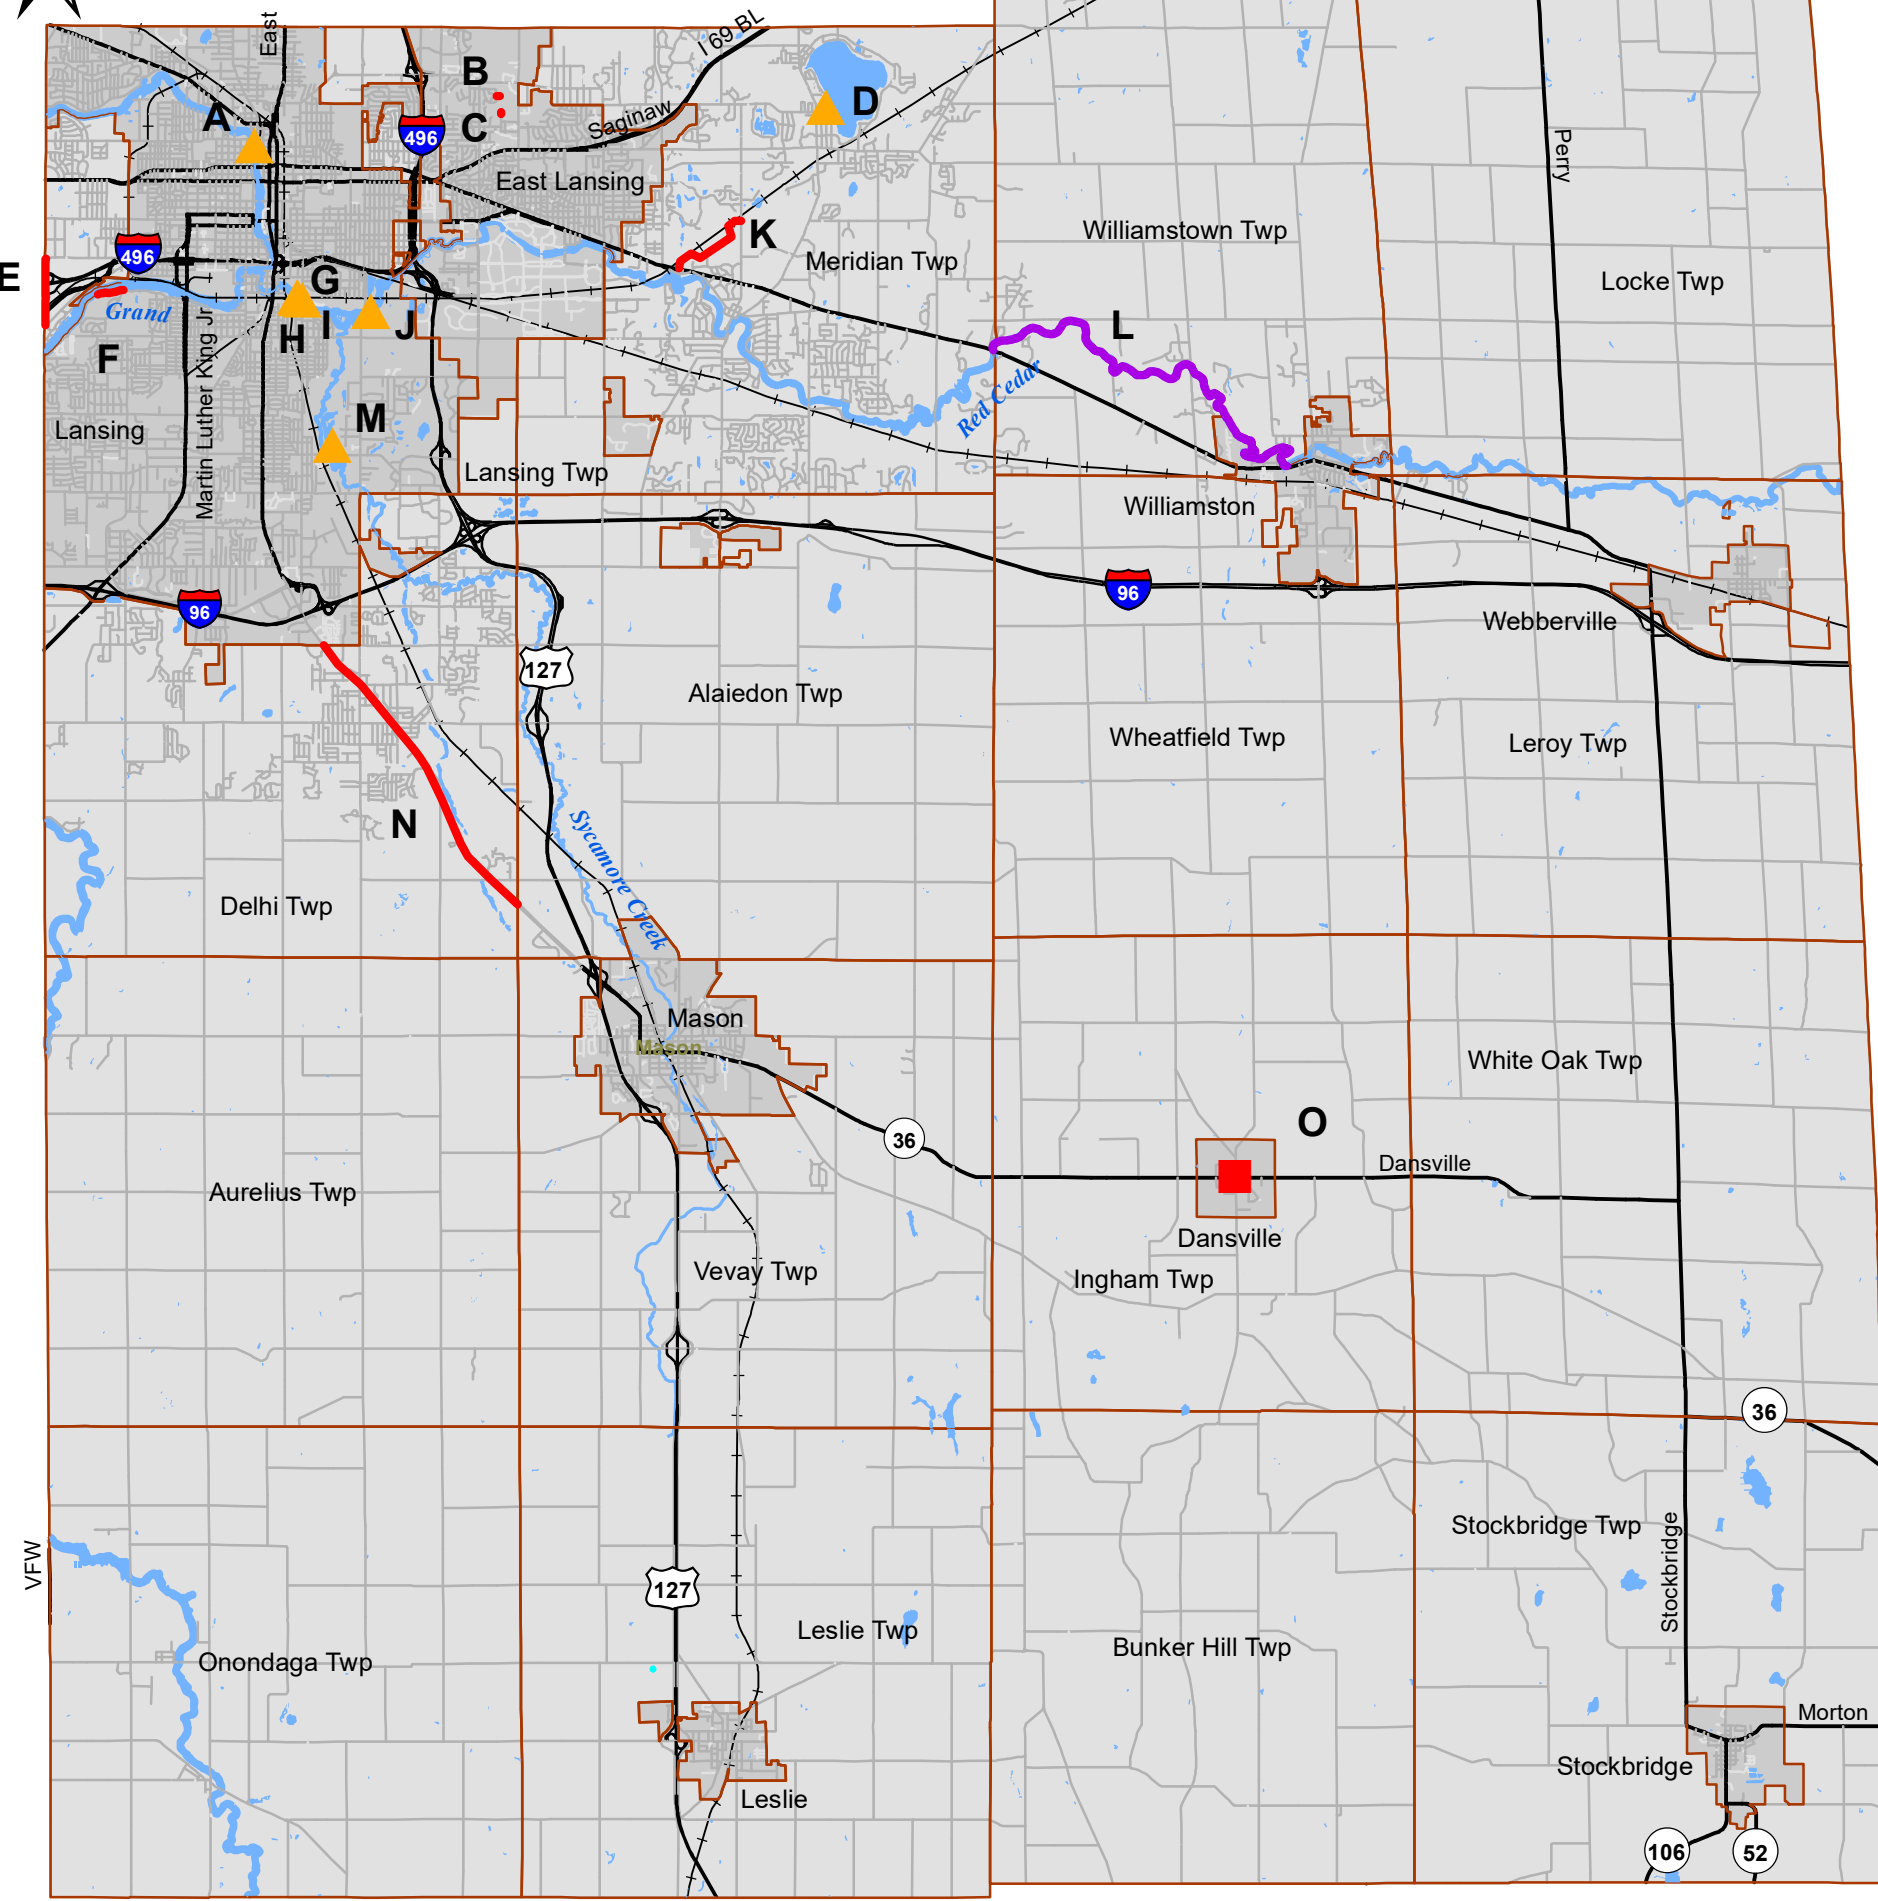 East
I 69 BL
B
A
C
D
496
Saginaw
Perry
East Lansing
K
Williamstown Twp
Meridian Twp
496
E
G
Locke Twp
Grand
H
I
J
L
F
Red Cedar
Martin Luther King Jr
M
Lansing
Lansing Twp
Williamston
96
96
Webberville
127
Alaiedon Twp
Wheatfield Twp
Leroy Twp
N
Sycamore Creek
Delhi Twp
Mason
Mason
White Oak Twp
O
36
Dansville
Aurelius Twp
Dansville
Vevay Twp
Ingham Twp
36
Stockbridge Twp
VFW
Stockbridge
127
Leslie Twp
Bunker Hill Twp
Onondaga Twp
Morton
Stockbridge
Leslie
106
52